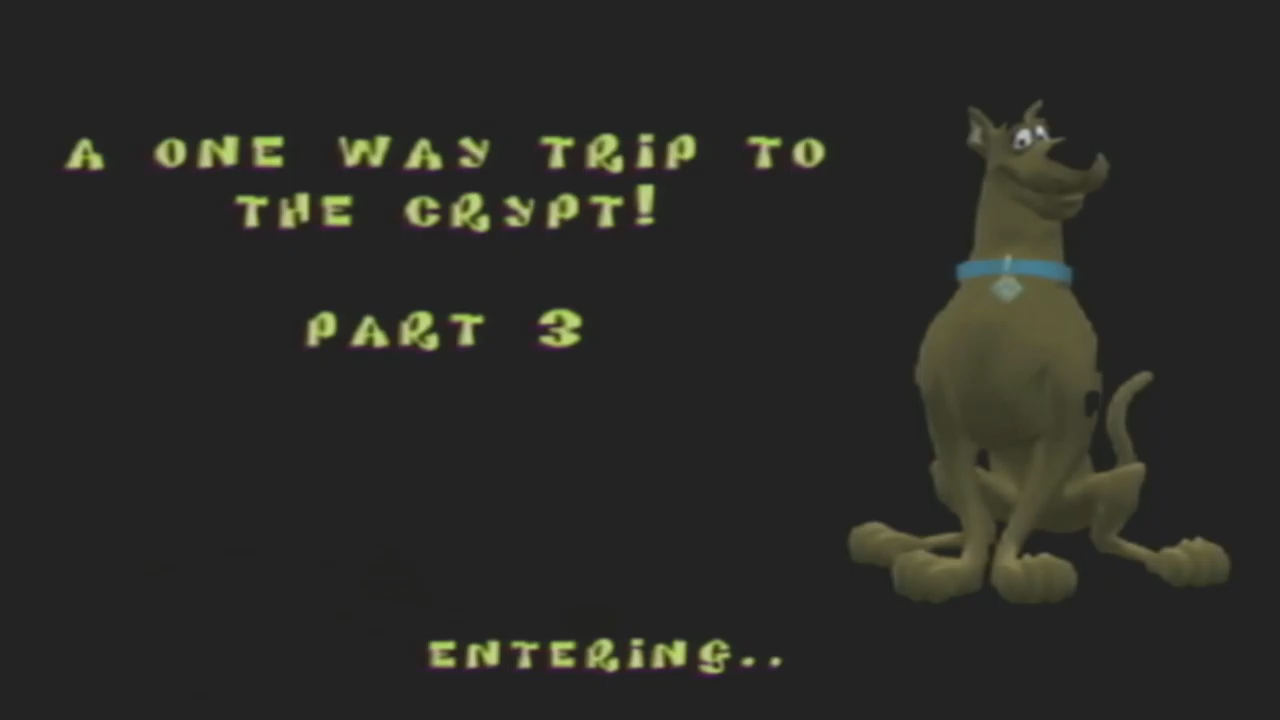 A ONE WAY TRiP TO
THE CRYPT!
PART 3
ENTERiNG..